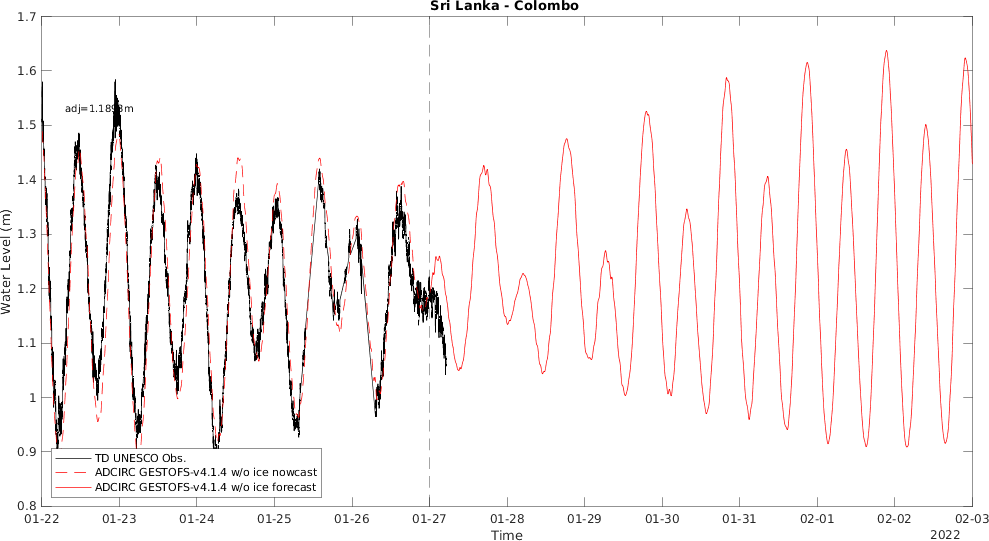 Sri Lanka - Colombo
1.7
1.6
1.5
1.4
1.3
1.2
1.1
1
0.9
0.8
Water Level (m)
adj=1.1893m
TD UNESCO Obs.
ADCIRC GESTOFS-v4.1.4 w/o ice nowcast
ADCIRC GESTOFS-v4.1.4 w/o ice forecast
01-22 01-23 01-24 01-25 01-26 01-27 01-28 01-29 01-30 01-31 02-01 02-02 02-03
Time
2022